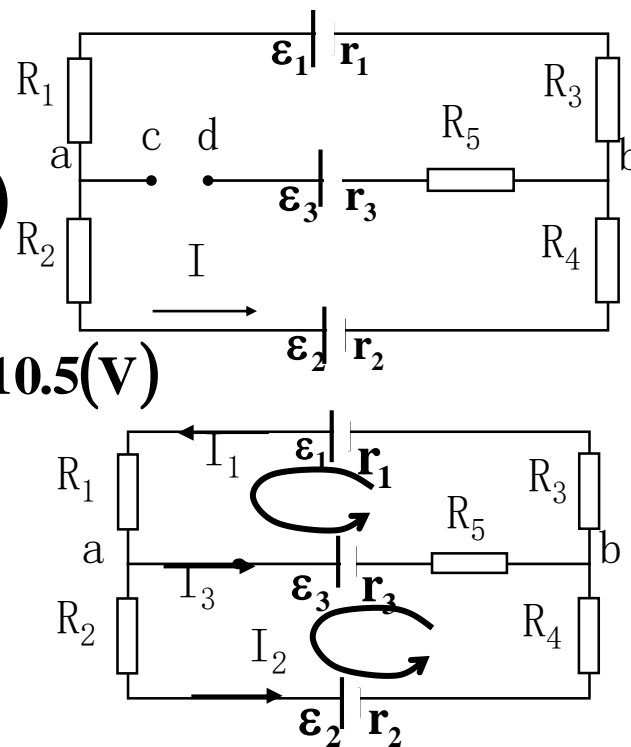 ε₁ r₁
R₁ R₃
c d R₅
a b
)
ε₃ r₃
R₂ I R₄
ε₂ r₂
10.5(V)
I₁ ε₁ r₁
R₁ R₅ R₃
a b
I₃ ε₃ r₃
R₂ I₂ R₄
ε₂ r₂